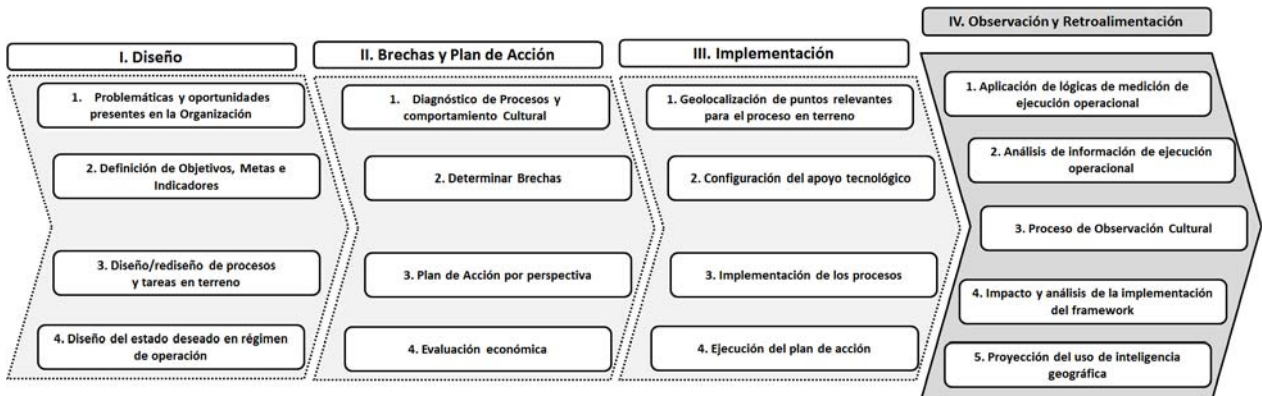 I. Diseño
1. Problemáticas y oportunidades
presentes en la Organización
2. Definición de Objetivos, Metas e
Indicadores
3. Diseño/rediseño de procesos
y tareas en terreno
4. Diseño del estado deseado en régimen
de operación
II. Brechas y Plan de Acción
1. Diagnóstico de Procesos y
comportamiento Cultural
2. Determinar Brechas
3. Plan de Acción por perspectiva
4. Evaluación económica
III. Implementación
1. Geolocalización de puntos relevantes
para el proceso en terreno
2. Configuración del apoyo tecnológico
3. Implementación de los procesos
4. Ejecución del plan de acción
IV. Observación y Retroalimentación
1. Aplicación de lógicas de medición de
ejecución operacional
2. Análisis de información de ejecución
operacional
3. Proceso de Observación Cultural
4. Impacto y análisis de la implementación
del framework
5. Proyección del uso de inteligencia
geográfica